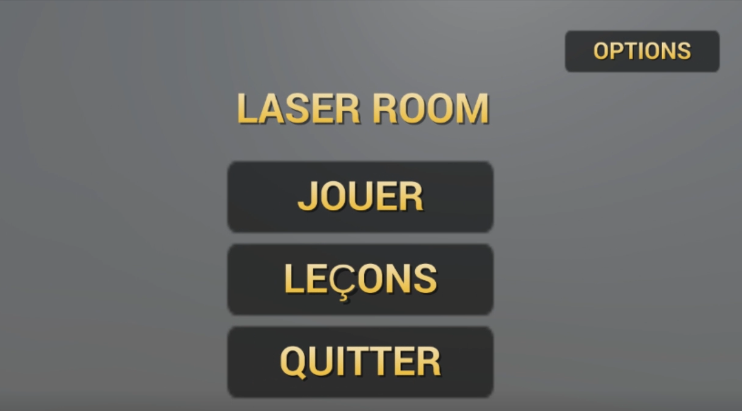 OPTIONS
LASER ROOM
JOUER
LEÇONS
QUITTER